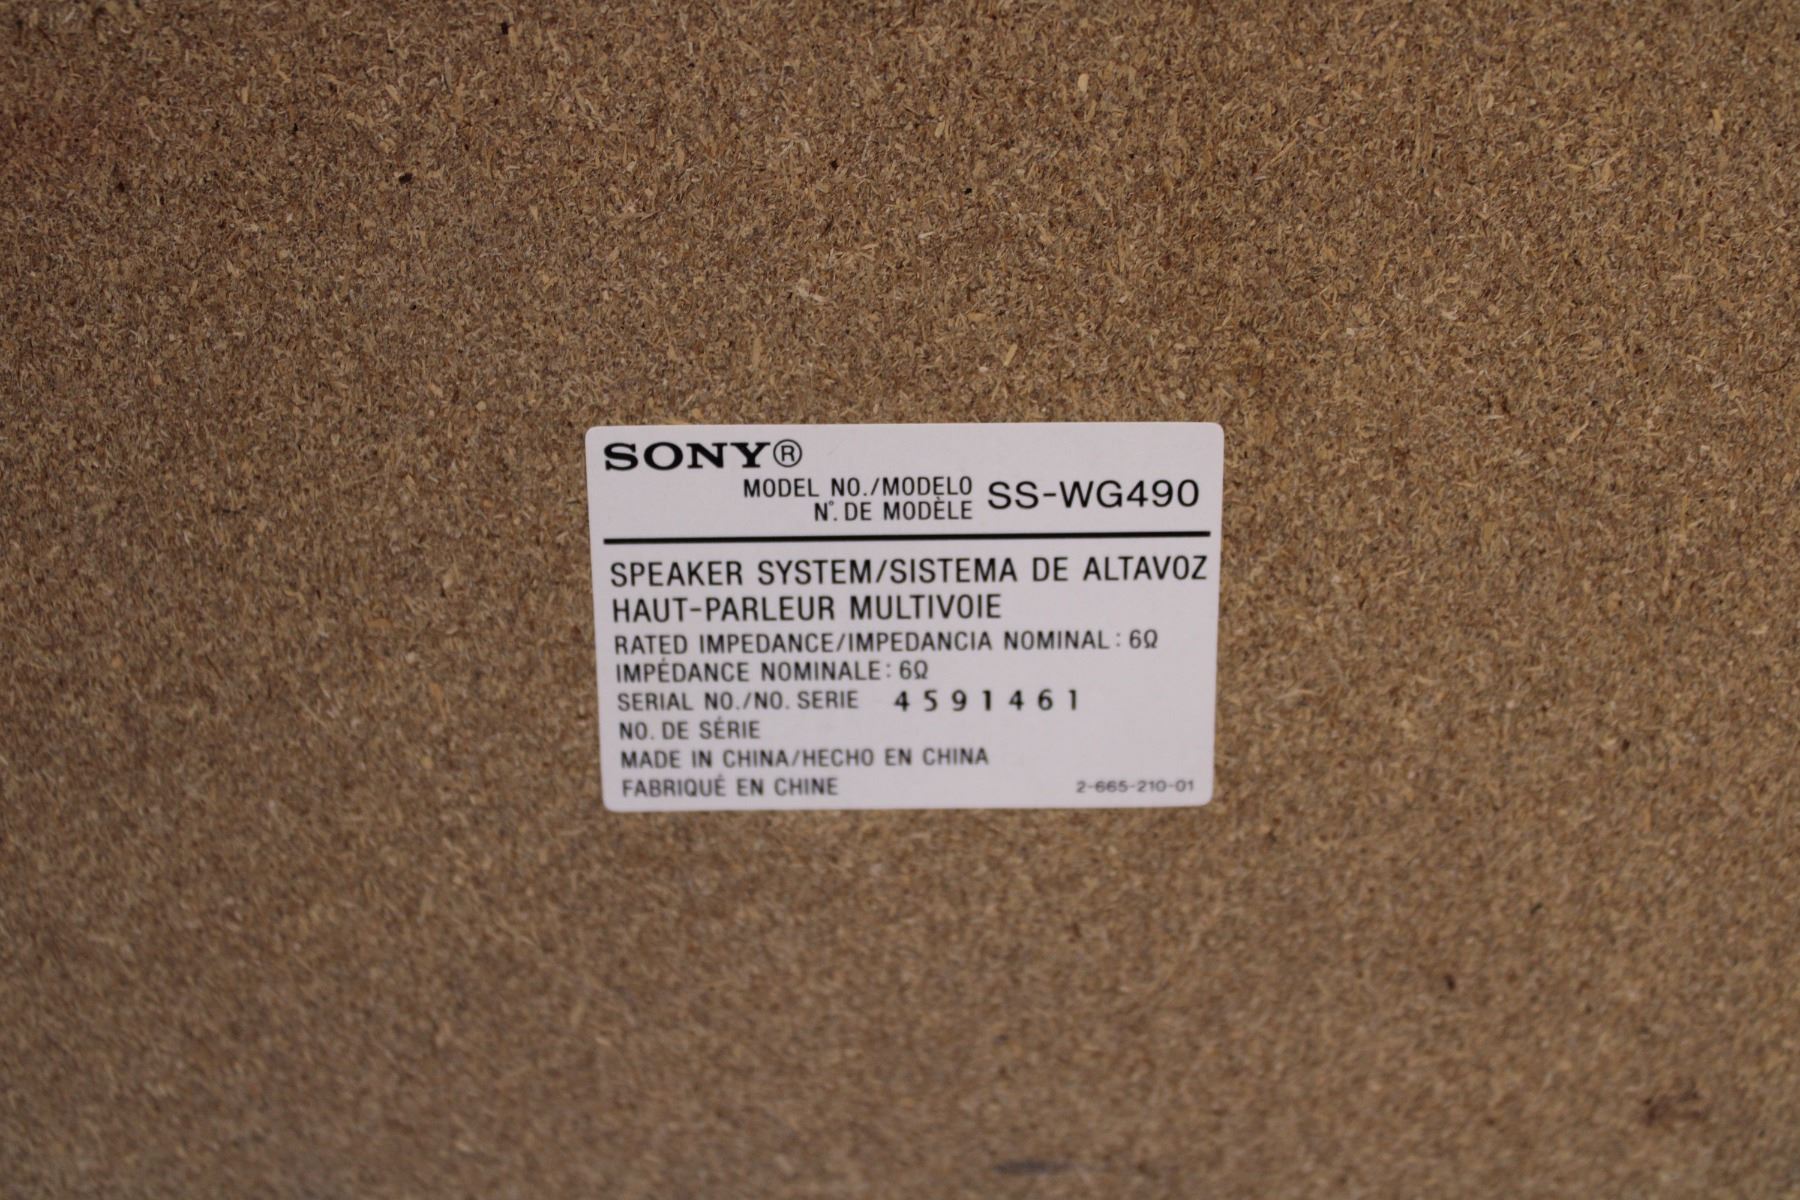 SONY®
MODEL NO./MODELO
N°. DE MODÈLE SS-WG490
SPEAKER SYSTEM/SISTEMA DE ALTAVOZ
HAUT-PARLEUR MULTIVOIE
RATED IMPEDANCE/IMPEDANCIA NOMINAL: 6Ω
IMPÉDANCE NOMINALE: 6Ω
SERIAL NO./NO. SERIE 4591461
NO. DE SÉRIE
MADE IN CHINA/HECHO EN CHINA
FABRIQUÉ EN CHINE 2-665-210-01